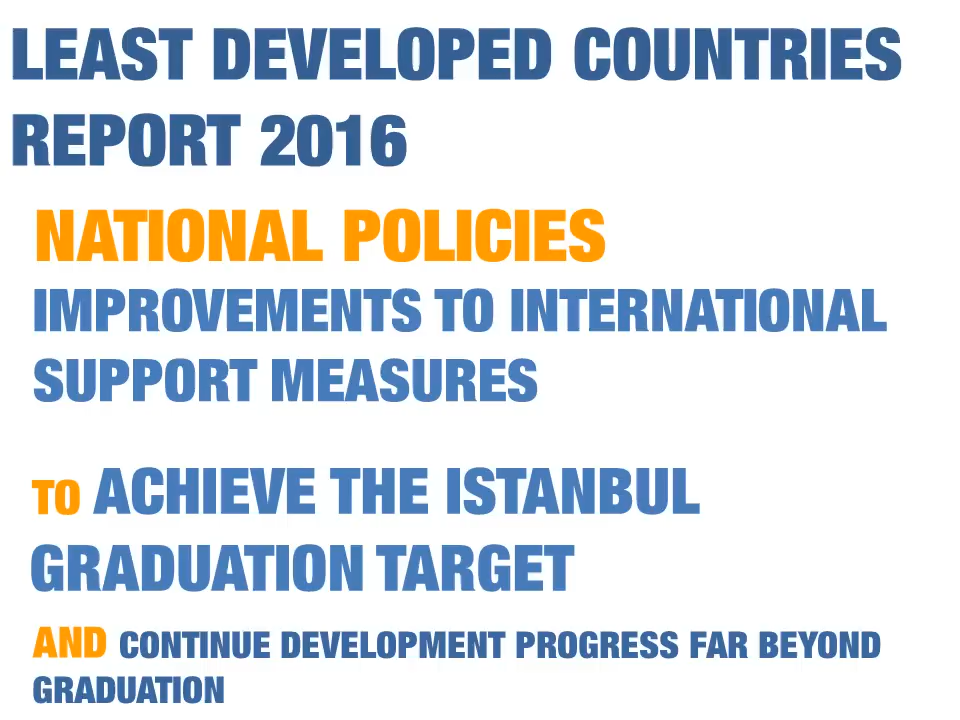 LEAST DEVELOPED COUNTRIES
REPORT 2016
NATIONAL POLICIES
IMPROVEMENTS TO INTERNATIONAL
SUPPORT MEASURES
TO ACHIEVE THE ISTANBUL
GRADUATION TARGET
AND CONTINUE DEVELOPMENT PROGRESS FAR BEYOND
GRADUATION